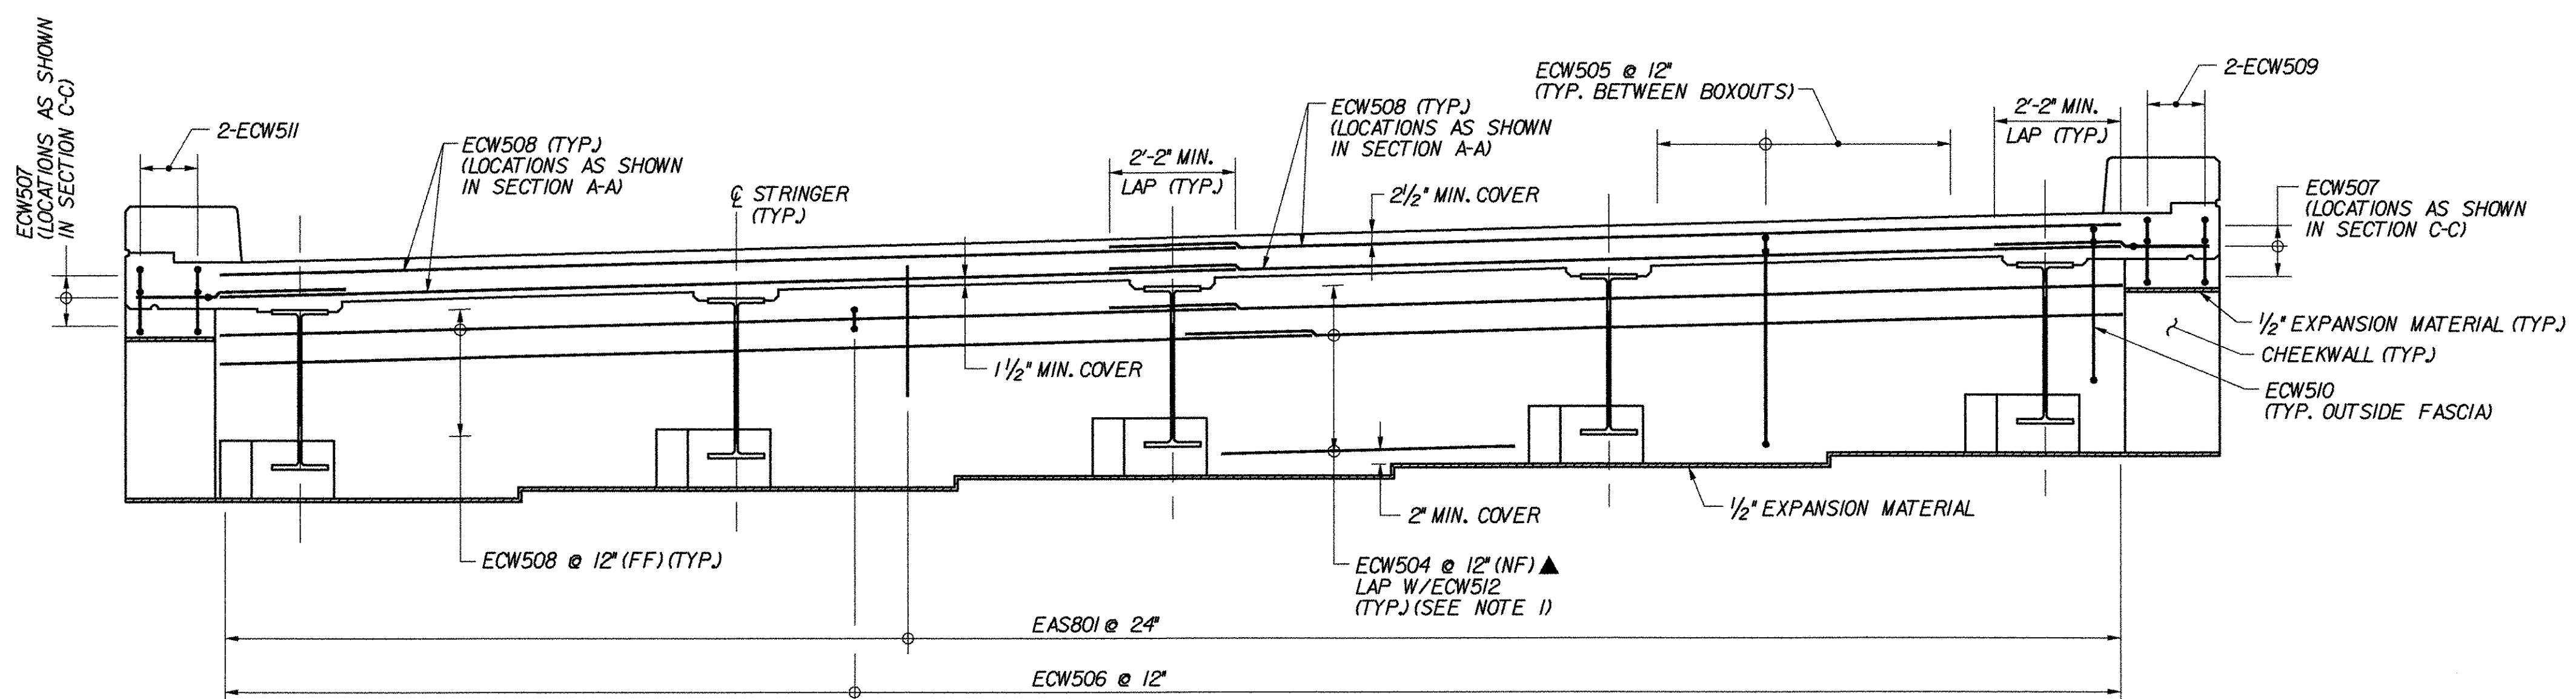 ECW507
(LOCATIONS AS SHOWN
IN SECTION C-C)
2-ECW511
ECW508 (TYP.)
(LOCATIONS AS SHOWN
IN SECTION A-A)
℄ STRINGER
(TYP.)
2'-2" MIN.
LAP (TYP.)
ECW508 (TYP.)
(LOCATIONS AS SHOWN
IN SECTION A-A)
2½" MIN. COVER
ECW505 @ 12"
(TYP. BETWEEN BOXOUTS)
2'-2" MIN.
LAP (TYP.)
2-ECW509
ECW507
(LOCATIONS AS SHOWN
IN SECTION C-C)
½" EXPANSION MATERIAL (TYP.)
CHEEKWALL (TYP.)
ECW510
(TYP. OUTSIDE FASCIA)
1½" MIN. COVER
2" MIN. COVER
½" EXPANSION MATERIAL
ECW508 @ 12" (FF) (TYP.)
ECW504 @ 12" (NF) ▲
LAP W/ECW512
(TYP.) (SEE NOTE 1)
EAS801 @ 24"
ECW506 @ 12"